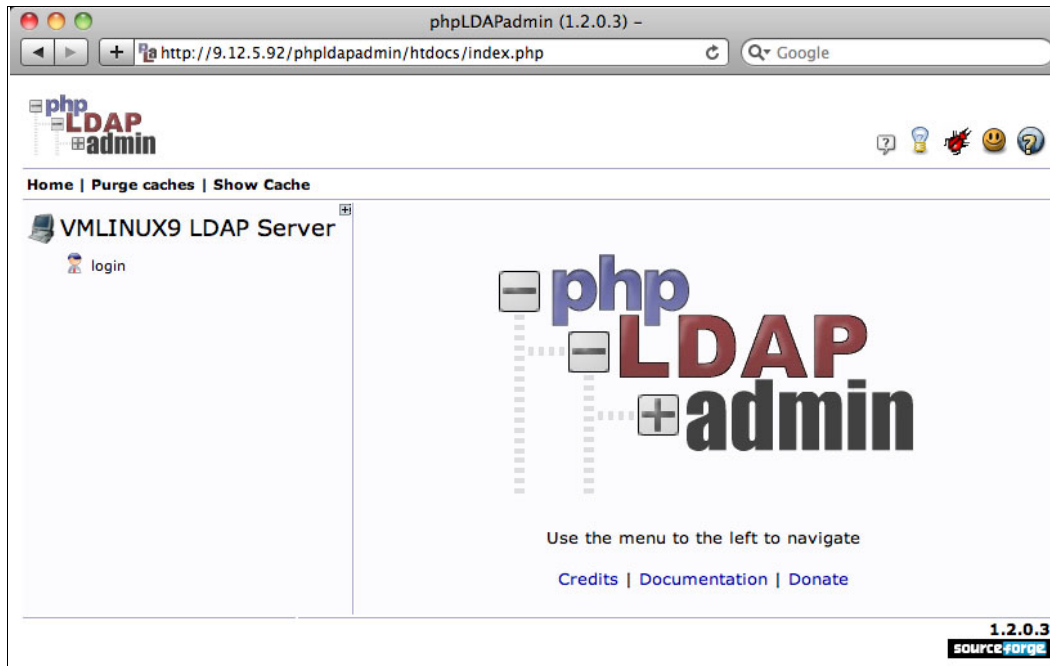 phpLDAPadmin (1.2.0.3) –
http://9.12.5.92/phpldapadmin/htdocs/index.php
Google
php
LDAP
admin
Home | Purge caches | Show Cache
VMLINUX9 LDAP Server
login
php
LDAP
admin
Use the menu to the left to navigate
Credits | Documentation | Donate
1.2.0.3
sourceforge